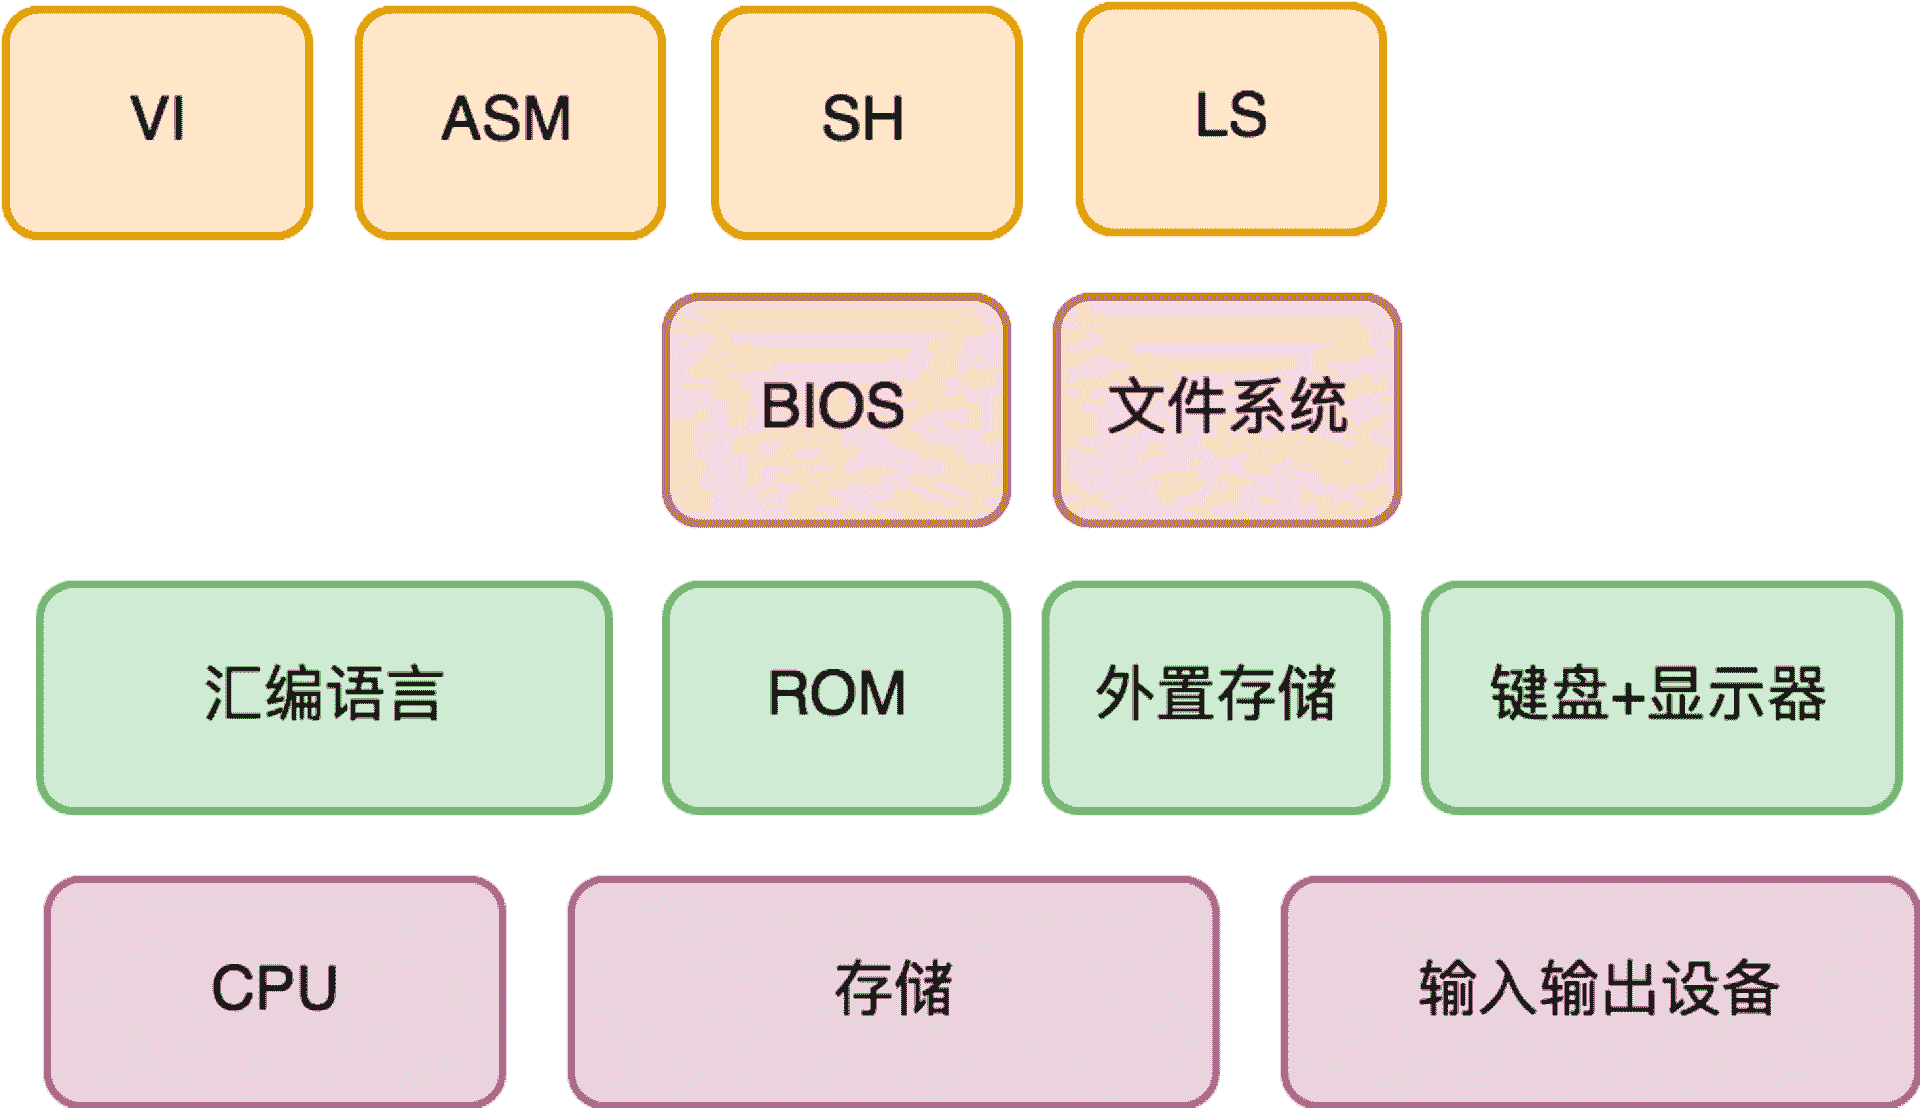 VI
ASM
SH
LS
BIOS
文件系统
汇编语言
ROM
外置存储
键盘+显示器
CPU
存储
输入输出设备